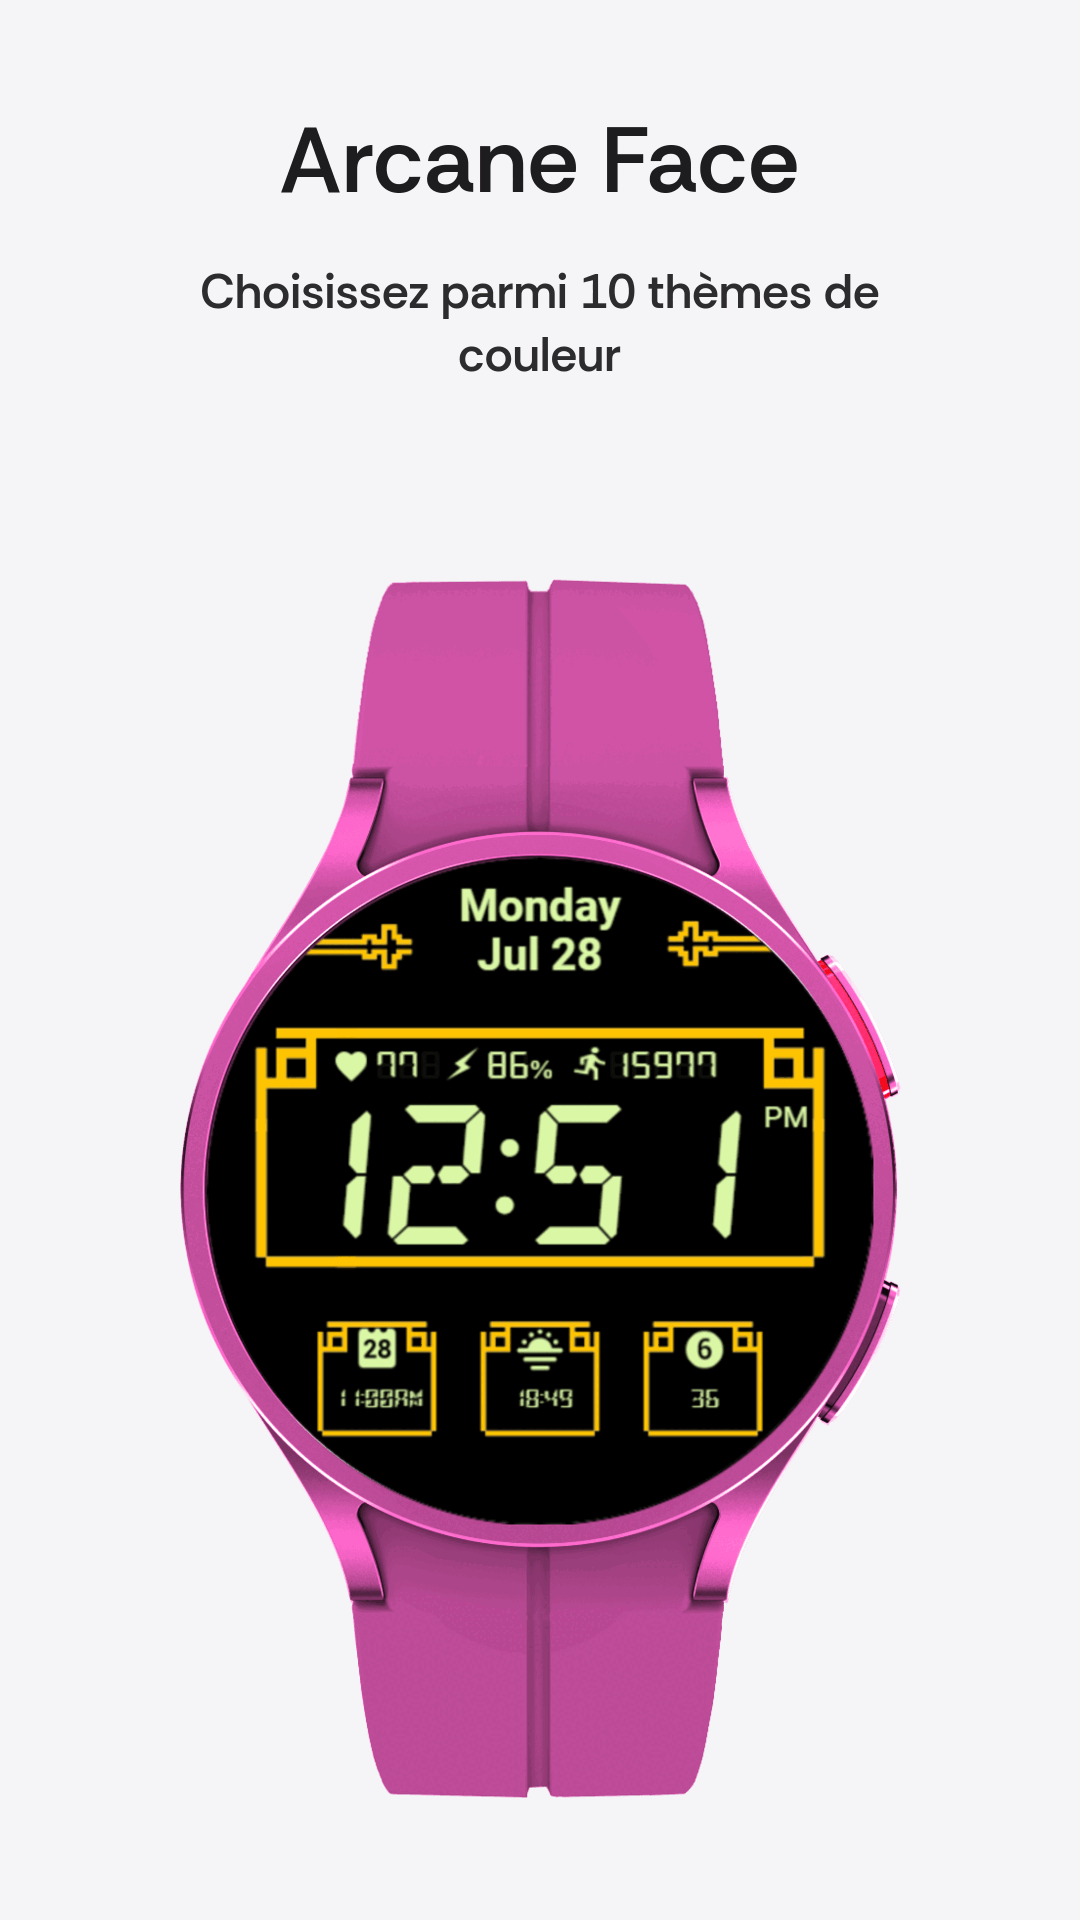 Arcane Face
Choisissez parmi 10 thèmes de
couleur
Monday
Jul 28
77 86% 15977
12:51 PM
28 6
11:00AM 18:49 36